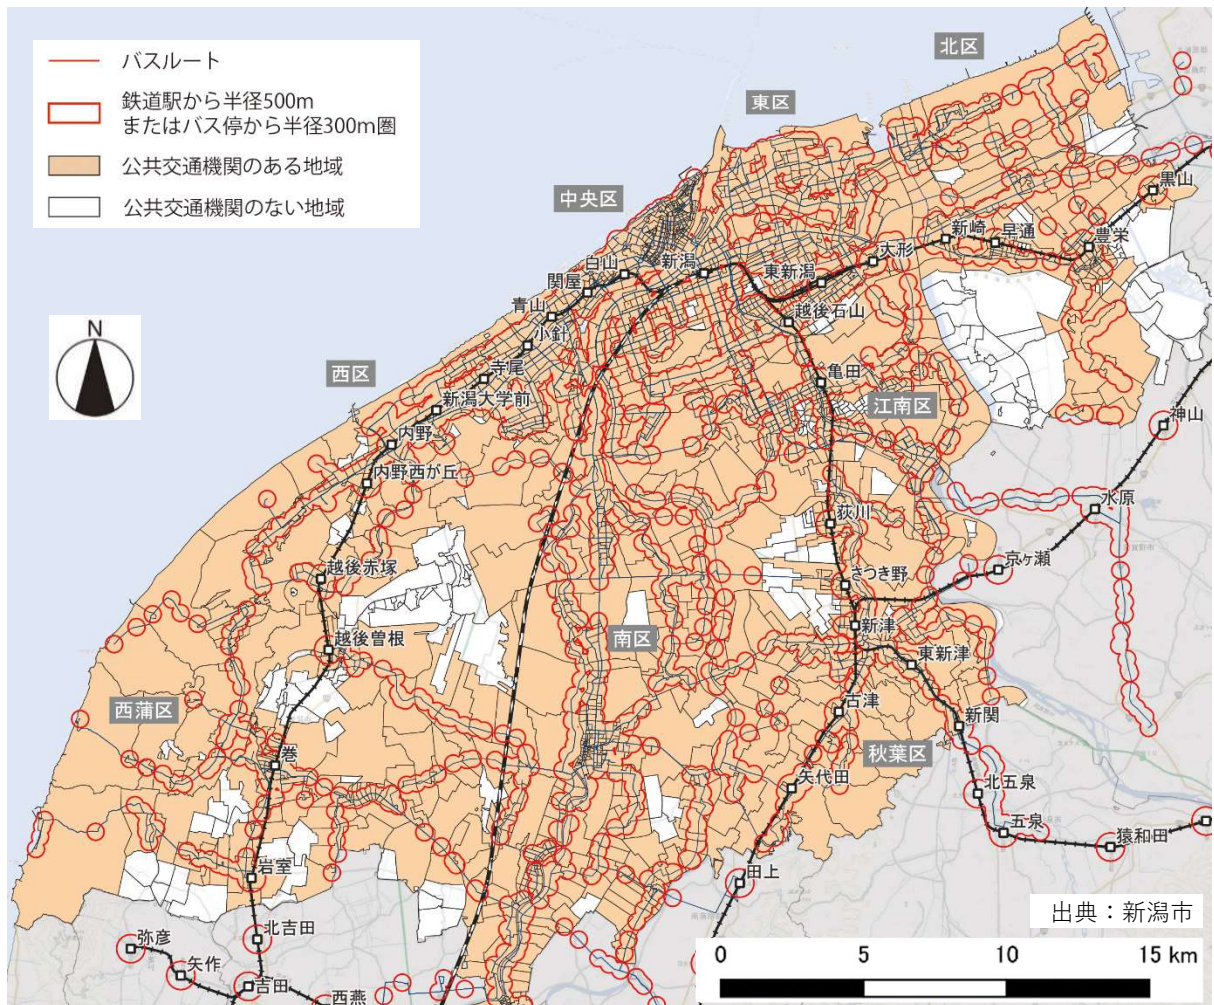 バスルート
鉄道駅から半径500m
またはバス停から半径300m圏
公共交通機関のある地域
公共交通機関のない地域
N
北区
東区
中央区
西区
江南区
南区
西蒲区
秋葉区
黒山
豊栄
早通
新崎
大形
東新潟
新潟
白山
関屋
青山
小針
寺尾
新潟大学前
内野
内野西が丘
越後赤塚
越後曽根
巻
岩室
北吉田
吉田
西燕
矢作
弥彦
越後石山
亀田
荻川
さつき野
新津
古津
矢代田
田上
東新津
新関
北五泉
五泉
猿和田
京ヶ瀬
水原
神山
出典：新潟市
0 5 10 15 km